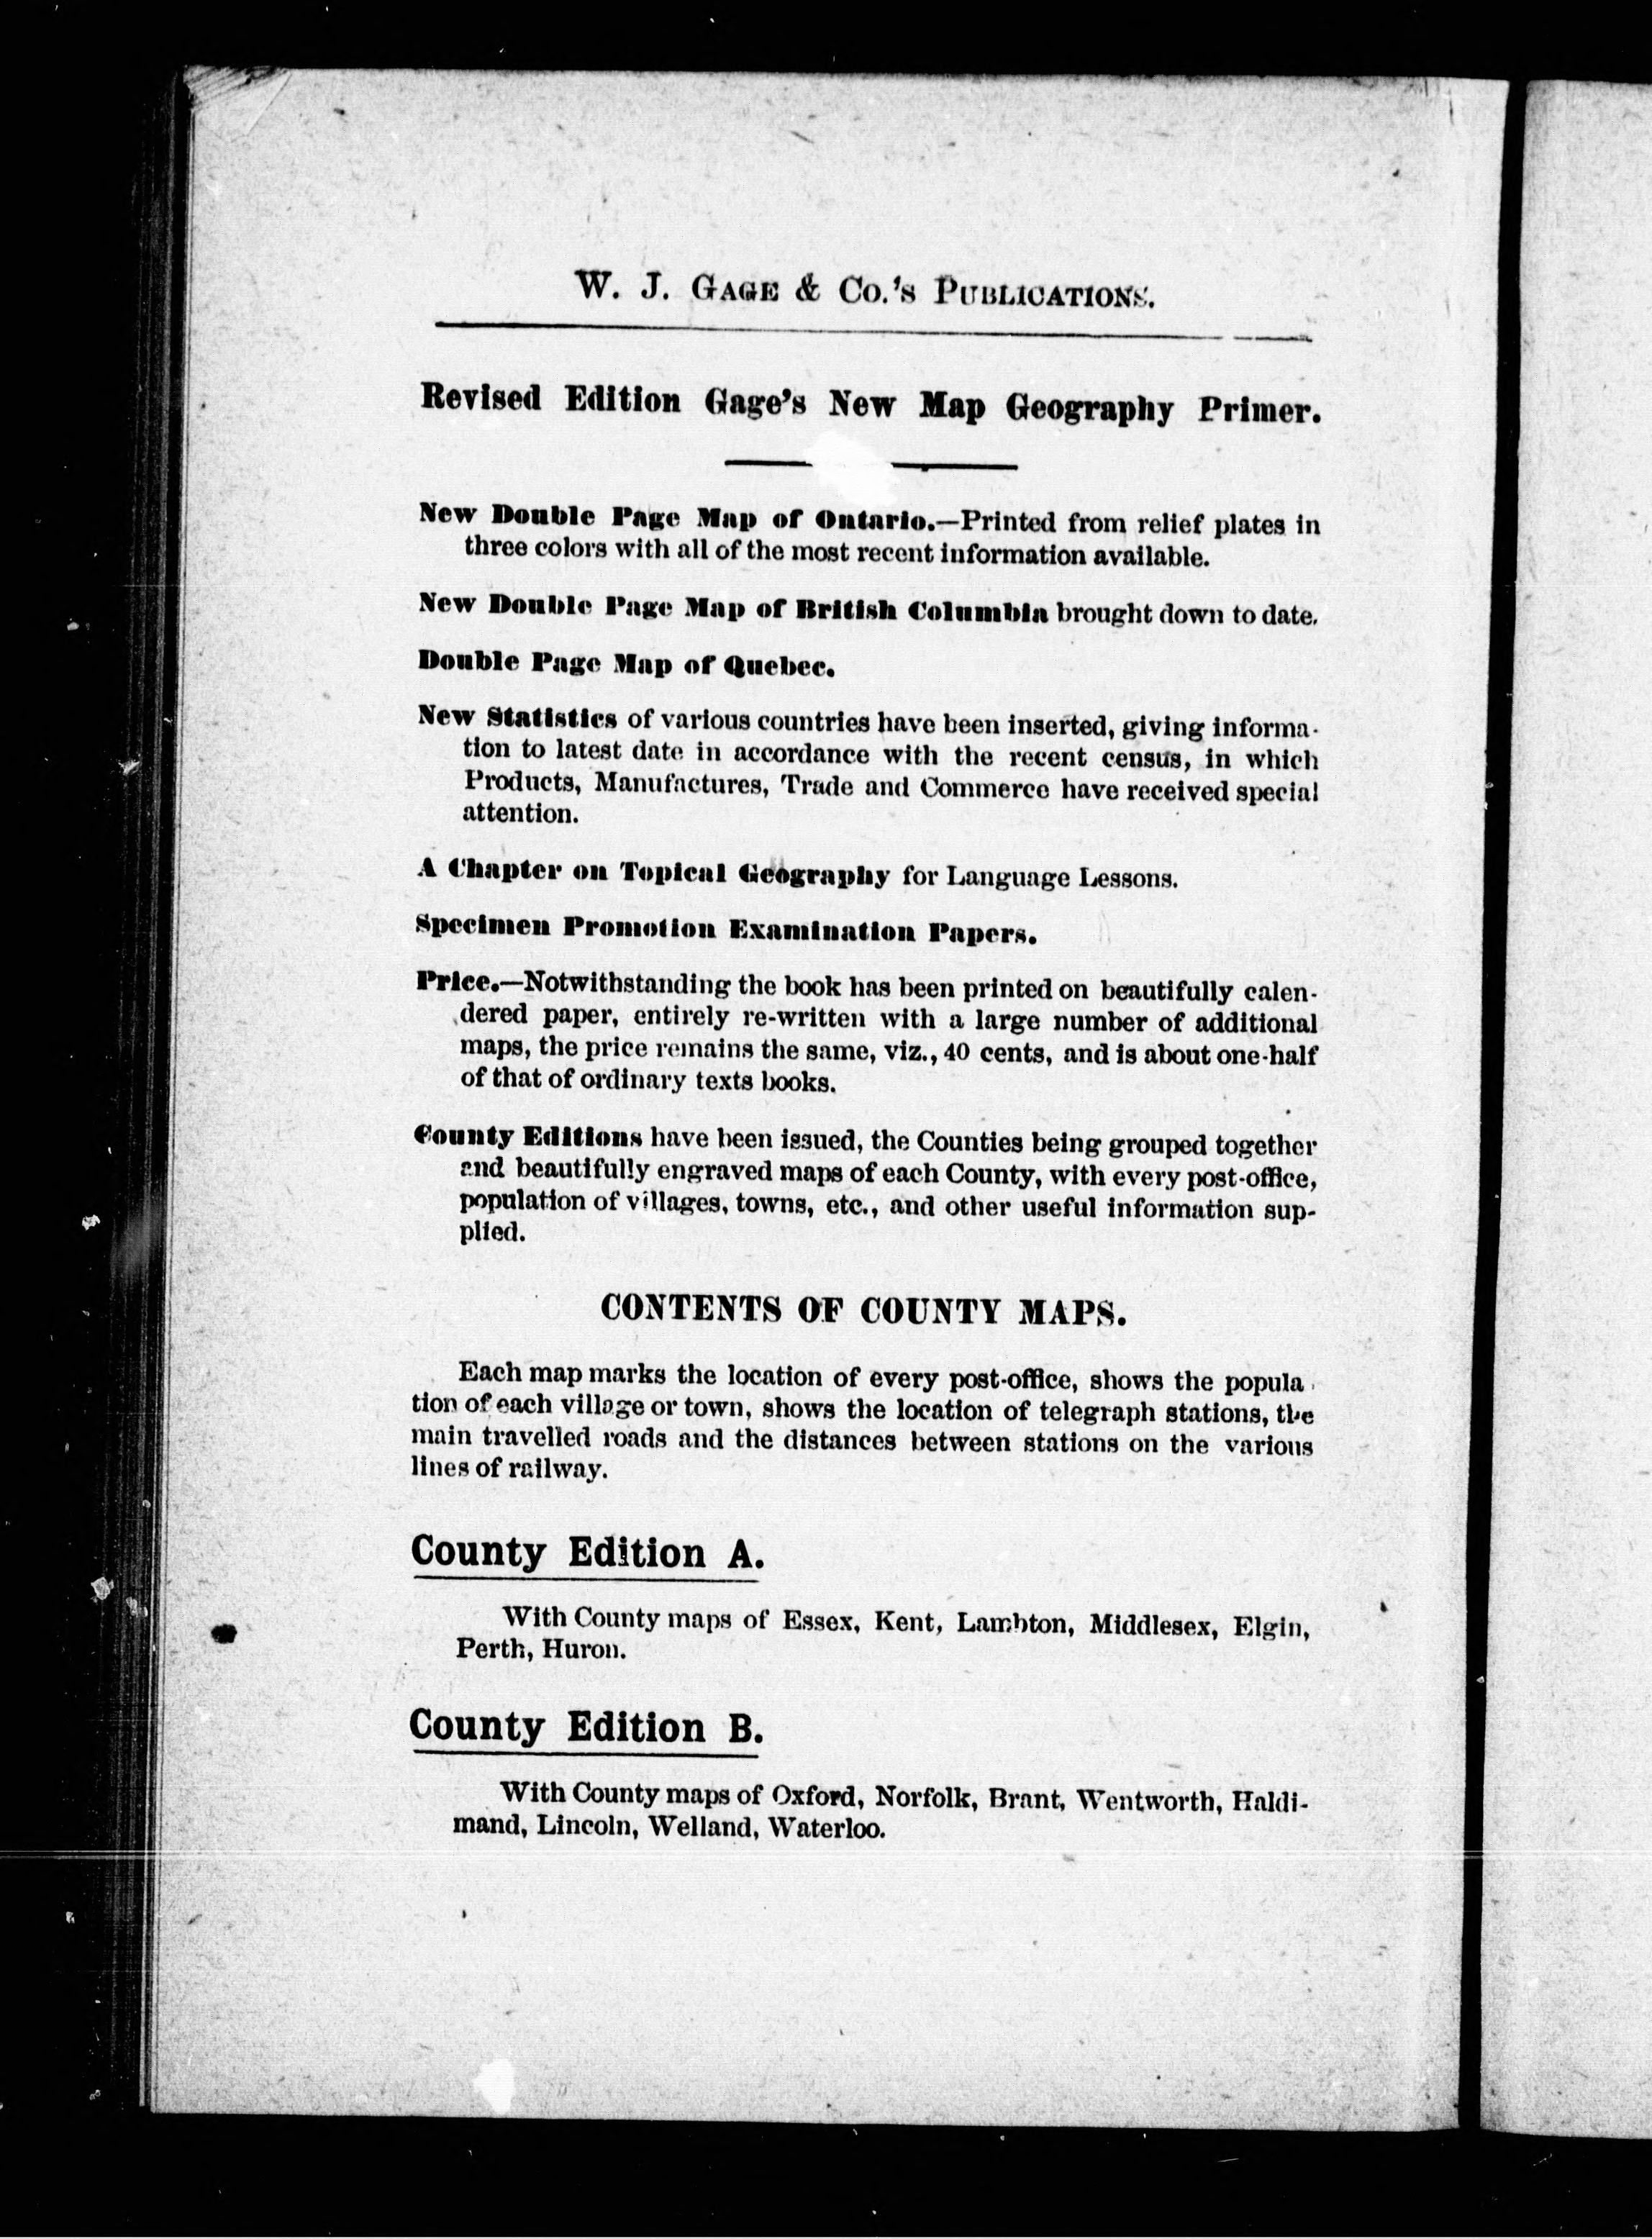 W. J. GAGE & CO.'S PUBLICATIONS.
Revised Edition Gage's New Map Geography Primer.
New Double Page Map of Ontario.—Printed from relief plates in
three colors with all of the most recent information available.
New Double Page Map of British Columbia brought down to date.
Double Page Map of Quebec.
New Statistics of various countries have been inserted, giving informa-
tion to latest date in accordance with the recent census, in which
Products, Manufactures, Trade and Commerce have received special
attention.
A Chapter on Topical Geography for Language Lessons.
Specimen Promotion Examination Papers.
Price.—Notwithstanding the book has been printed on beautifully calen-
dered paper, entirely re-written with a large number of additional
maps, the price remains the same, viz., 40 cents, and is about one-half
of that of ordinary texts books.
County Editions have been issued, the Counties being grouped together
and beautifully engraved maps of each County, with every post-office,
population of villages, towns, etc., and other useful information sup-
plied.
CONTENTS OF COUNTY MAPS.
Each map marks the location of every post-office, shows the popula
tion of each village or town, shows the location of telegraph stations, the
main travelled roads and the distances between stations on the various
lines of railway.
County Edition A.
With County maps of Essex, Kent, Lambton, Middlesex, Elgin,
Perth, Huron.
County Edition B.
With County maps of Oxford, Norfolk, Brant, Wentworth, Haldi-
mand, Lincoln, Welland, Waterloo.